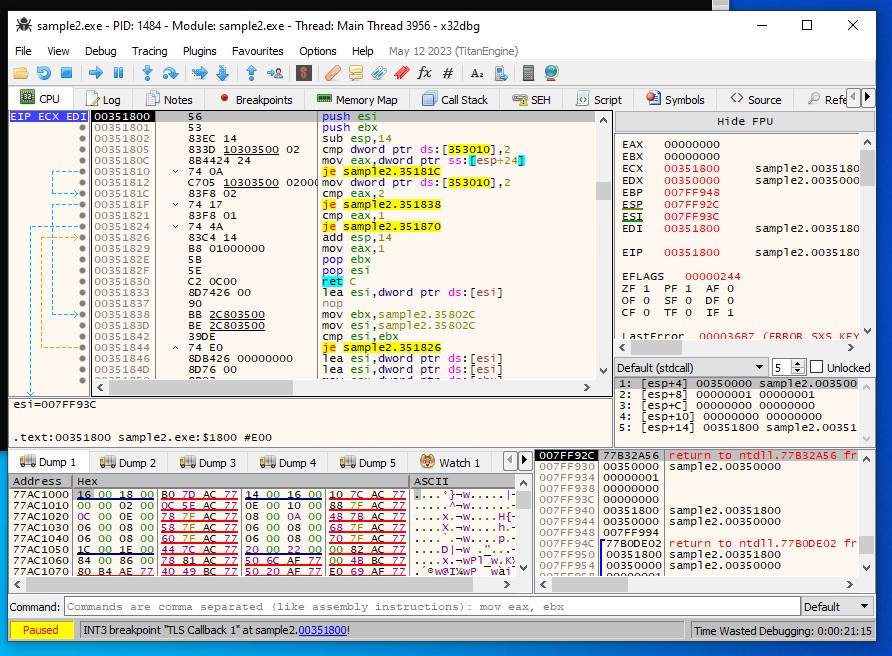 sample2.exe - PID: 1484 - Module: sample2.exe - Thread: Main Thread 3956 - x32dbg
File View Debug Tracing Plugins Favourites Options Help May 12 2023 (TitanEngine)
CPU Log Notes Breakpoints Memory Map Call Stack SEH Script Symbols Source Refe
EIP ECX EDI 00351800 56 push esi
00351801 53 push ebx
00351802 83EC 14 sub esp,14
00351805 833D 10303500 02 cmp dword ptr ds:[353010],2
0035180C 8B4424 24 mov eax,dword ptr ss:[esp+24]
00351810 74 0A je sample2.35181C
00351812 C705 10303500 02000 mov dword ptr ds:[353010],2
0035181C 83F8 02 cmp eax,2
0035181F 74 17 je sample2.351838
00351821 83F8 01 cmp eax,1
00351824 74 4A je sample2.351870
00351826 83C4 14 add esp,14
00351829 B8 01000000 mov eax,1
0035182E 5B pop ebx
0035182F 5E pop esi
00351830 C2 0C00 ret C
00351833 8D7426 00 lea esi,dword ptr ds:[esi]
00351837 90 nop
00351838 BB 2C803500 mov ebx,sample2.35802C
0035183D BE 2C803500 mov esi,sample2.35802C
00351842 39DE cmp esi,ebx
00351844 74 E0 je sample2.351826
00351846 8DB426 00000000 lea esi,dword ptr ds:[esi]
0035184D 8D76 00 lea esi,dword ptr ds:[esi]
Hide FPU
EAX 00000000
EBX 00000000
ECX 00351800 sample2.0035180
EDX 00350000 sample2.0035000
EBP 007FF948
ESP 007FF92C
ESI 007FF93C
EDI 00351800 sample2.0035180
EIP 00351800 sample2.0035180
EFLAGS 00000244
ZF 1 PF 1 AF 0
OF 0 SF 0 DF 0
CF 0 TF 0 IF 1
LastError 000036B7 (ERROR_SXS_KEY
Default (stdcall) 5 Unlocked
1: [esp+4] 00350000 sample2.003500
2: [esp+8] 00000001 00000001
3: [esp+C] 00000000 00000000
4: [esp+10] 00000000 00000000
5: [esp+14] 00351800 sample2.00351
esi=007FF93C
.text:00351800 sample2.exe:$1800 #E00
Dump 1 Dump 2 Dump 3 Dump 4 Dump 5 Watch 1
Address Hex ASCII
77AC1000 16 00 18 00 B0 7D AC 77 14 00 16 00 10 7C AC 77 ....°}¬w.....|¬
77AC1010 00 00 02 00 0C 5E AC 77 0E 00 10 00 88 7F AC 77
77AC1020 0C 00 0E 00 78 7F AC 77 08 00 0A 00 48 7B AC 77
77AC1030 06 00 08 00 58 7F AC 77 06 00 08 00 68 7F AC 77
77AC1040 06 00 08 00 60 7F AC 77 06 00 08 00 70 7F AC 77
77AC1050 1C 00 1E 00 44 7C AC 77 20 00 22 00 00 82 AC 77
77AC1060 84 00 86 00 78 81 AC 77 50 6C AF 77 00 4B BC 77
77AC1070 80 B4 AE 77 40 49 BC 77 50 20 AF 77 E0 69 AF 77
007FF92C 77B32A56 return to ntdll.77B32A56 fr
007FF930 00350000 sample2.00350000
007FF934 00000001
007FF938 00000000
007FF93C 00000000
007FF940 00351800 sample2.00351800
007FF944 00350000 sample2.00350000
007FF948 007FF994
007FF94C 77B0DE02 return to ntdll.77B0DE02 fr
007FF950 00351800 sample2.00351800
007FF954 00350000 sample2.00350000
Command: Commands are comma separated (like assembly instructions): mov eax, ebx Default
Paused INT3 breakpoint "TLS Callback 1" at sample2.00351800! Time Wasted Debugging: 0:00:21:15